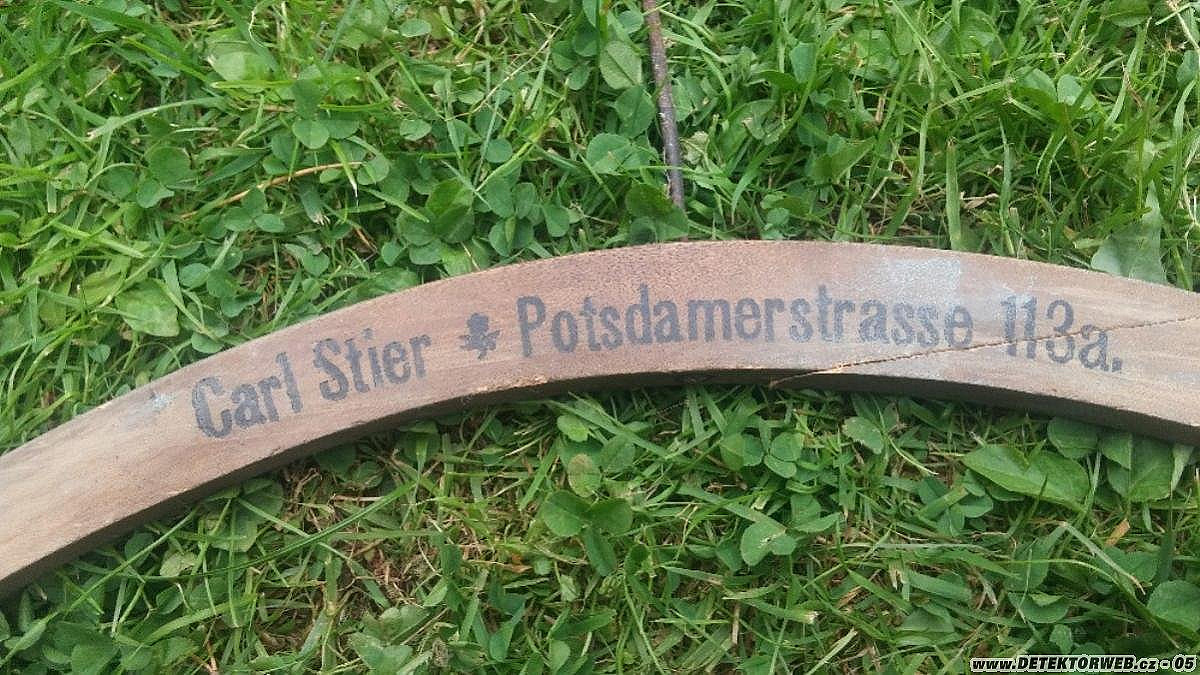 Carl Stier Potsdamerstrasse 113a.
www.DETEKTORWEB.cz - 05